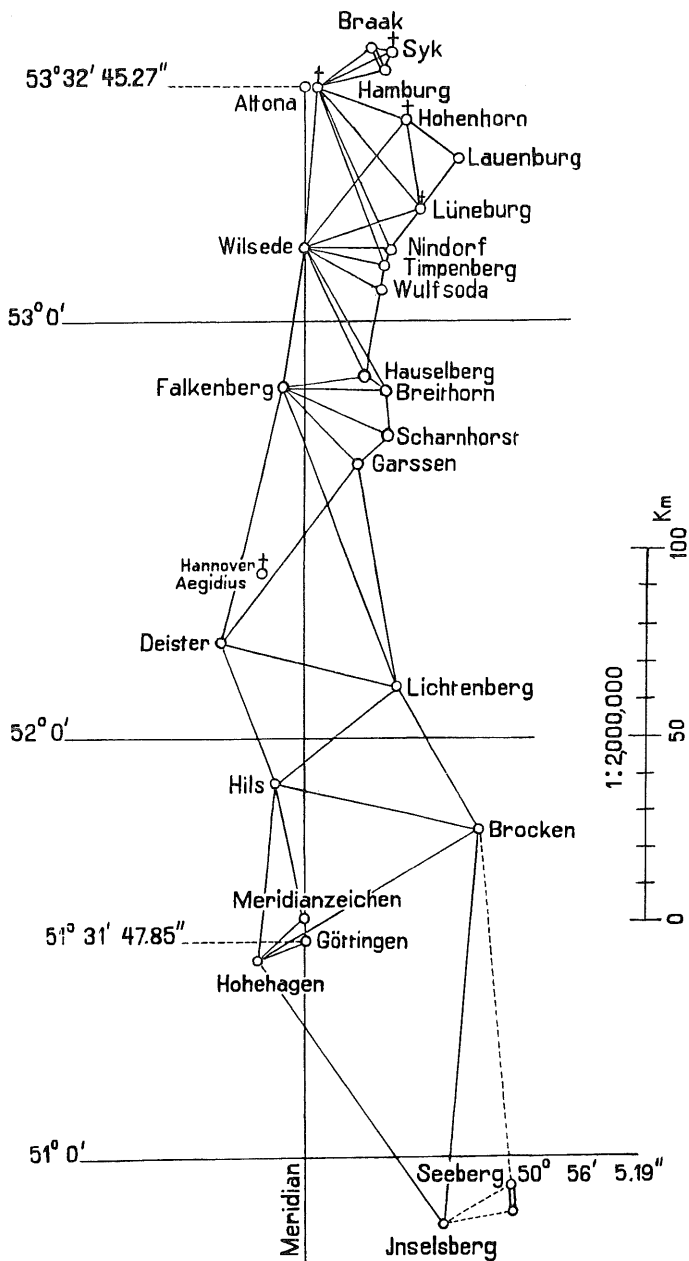 Braak
Syk
53° 32' 45.27"
Altona
Hamburg
Hohenhorn
Lauenburg
Lüneburg
Wilsede
Nindorf
Timpenberg
Wulfsoda
53° 0'
Hauselberg
Falkenberg
Breithorn
Scharnhorst
Garssen
Km
100
Hannover
Aegidius
Deister
Lichtenberg
1:2,000,000
50
52° 0'
Hils
Brocken
Meridianzeichen
0
51° 31' 47.85"
Göttingen
Hohehagen
51° 0'
Meridian
Seeberg 50° 56' 5.19"
Jnselsberg